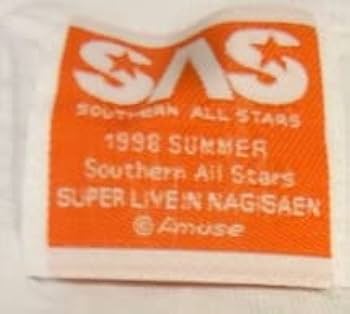 SAS
SOUTHERN ALL STARS
1998 SUMMER
Southern All Stars
SUPER LIVE IN NAGISAEN
© Amuse